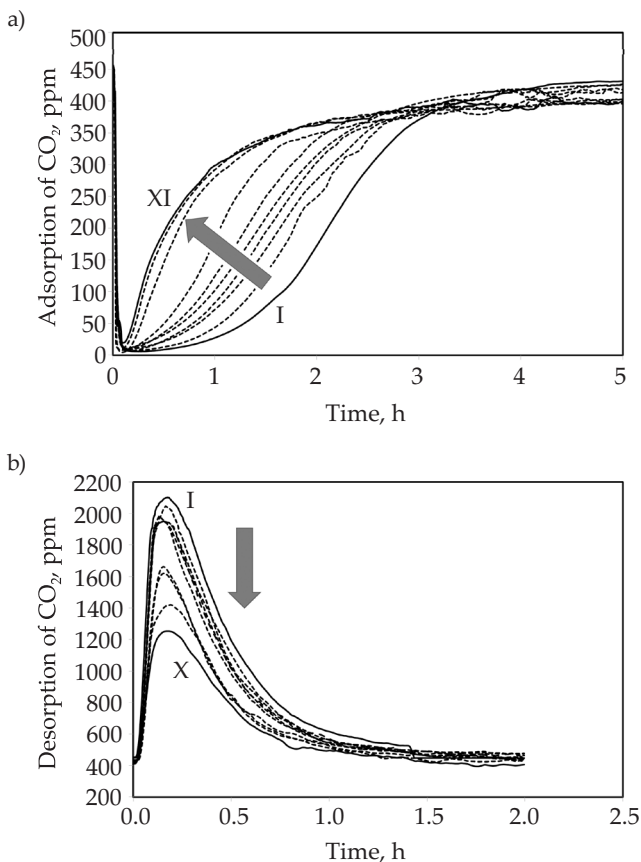 a)
500
450
400
350
300
250
200
150
100
50
0
Adsorption of CO₂, ppm
XI
I
0 1 2 3 4 5
Time, h
b)
2200
2000
1800
1600
1400
1200
1000
800
600
400
200
Desorption of CO₂, ppm
I
X
0.0 0.5 1.0 1.5 2.0 2.5
Time, h